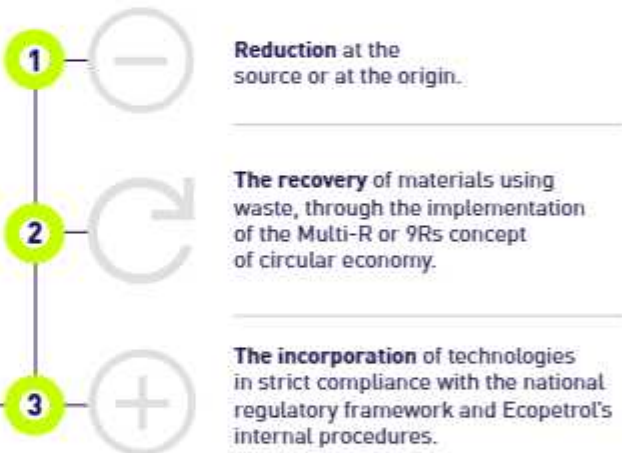 1
Reduction at the
source or at the origin.
2
The recovery of materials using
waste, through the implementation
of the Multi-R or 9Rs concept
of circular economy.
3
The incorporation of technologies
in strict compliance with the national
regulatory framework and Ecopetrol's
internal procedures.